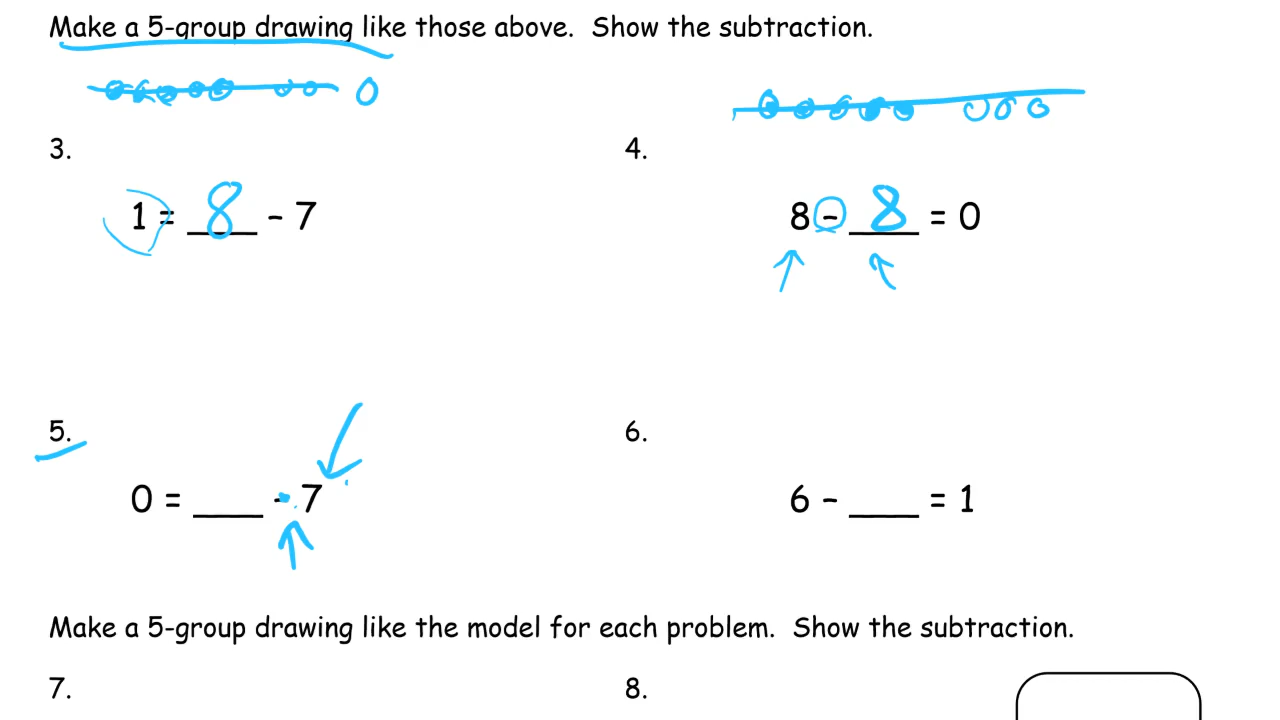 Make a 5-group drawing like those above. Show the subtraction.
3.
4.
1 = 8 - 7
8 - 8 = 0
5.
6.
0 = ____ - 7
6 - ____ = 1
Make a 5-group drawing like the model for each problem. Show the subtraction.
7.
8.